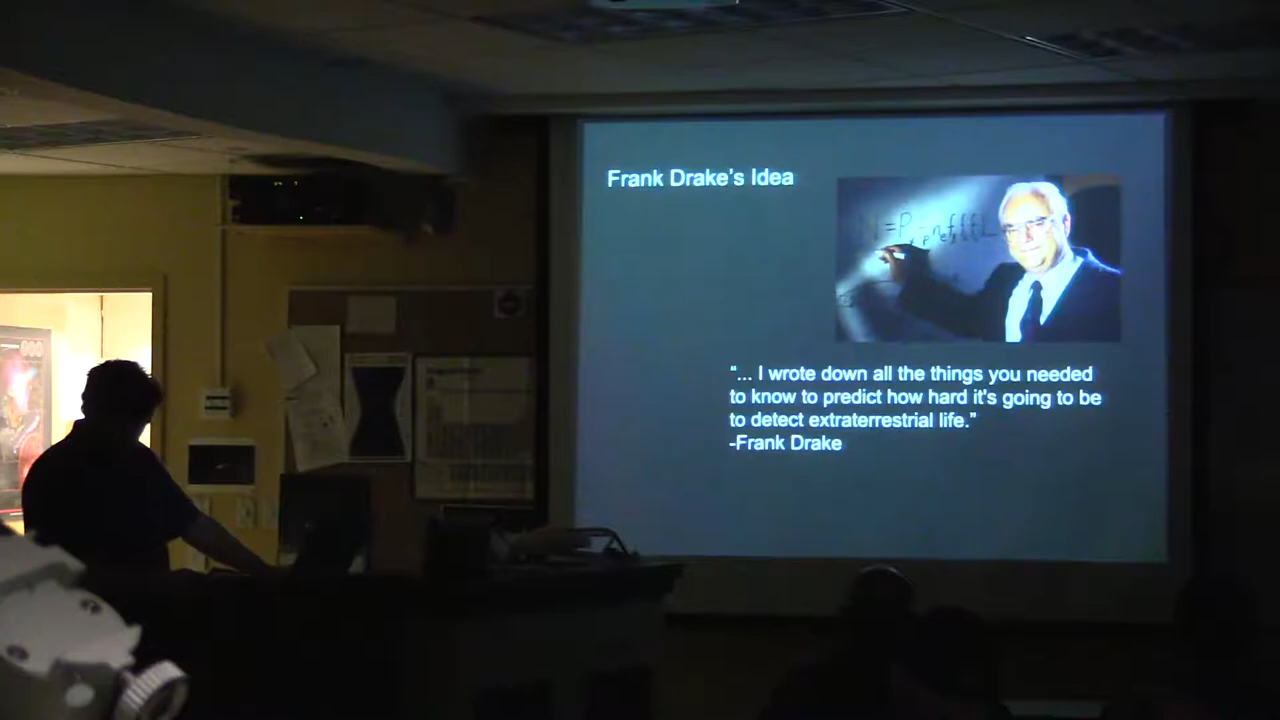 Frank Drake's Idea
“... I wrote down all the things you needed
to know to predict how hard it's going to be
to detect extraterrestrial life.”
-Frank Drake